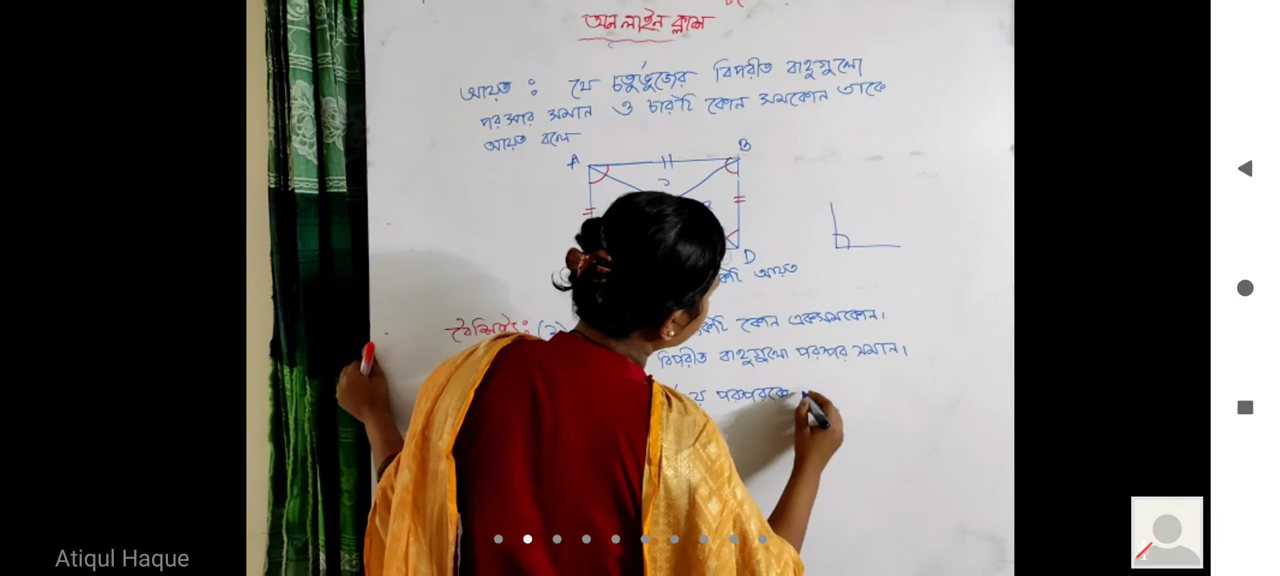 অনলাইন ক্লাশ
আয়ত : যে চতুর্ভুজের বিপরীত বাহুগুলো
পরস্পর সমান ও চারটি কোন সমকোন তাকে
আয়ত বলে
A B
D
আয়ত
বৈশিষ্ট্য: (১) কোন একসমকোন।
বিপরীত বাহুগুলো পরস্পর সমান।
পরস্পরকে
Atiqul Haque